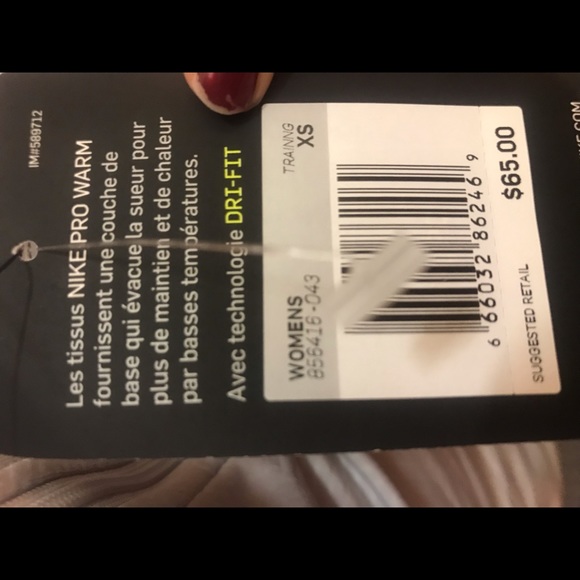 IM#589712
Les tissus NIKE PRO WARM
fournissent une couche de
base qui évacue la sueur pour
plus de maintien et de chaleur
par basses températures.
Avec technologie DRI-FIT
WOMENS
856416-043
TRAINNG
XS
6 66032 86246 9
$65.00
SUGGESTED RETAIL